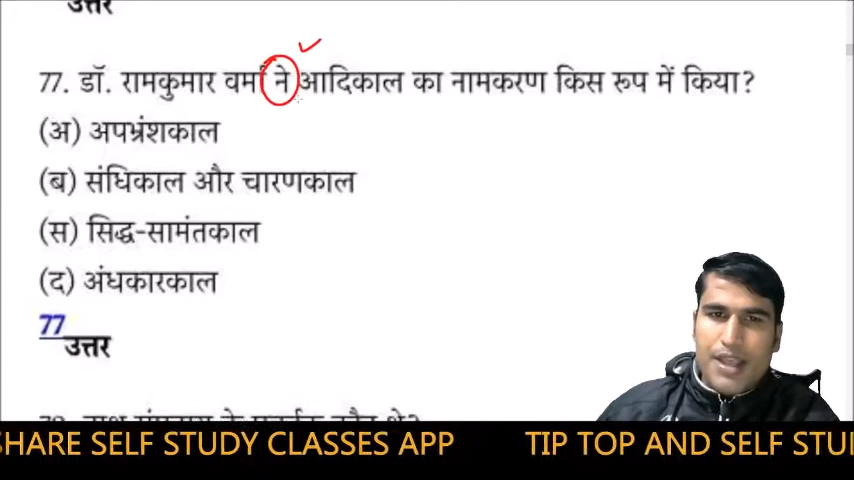 उत्तर
77. डॉ. रामकुमार वर्मा ने आदिकाल का नामकरण किस रूप में किया?
(अ) अपभ्रंशकाल
(ब) संधिकाल और चारणकाल
(स) सिद्ध-सामंतकाल
(द) अंधकारकाल
77
उत्तर
SHARE SELF STUDY CLASSES APP TIP TOP AND SELF STU